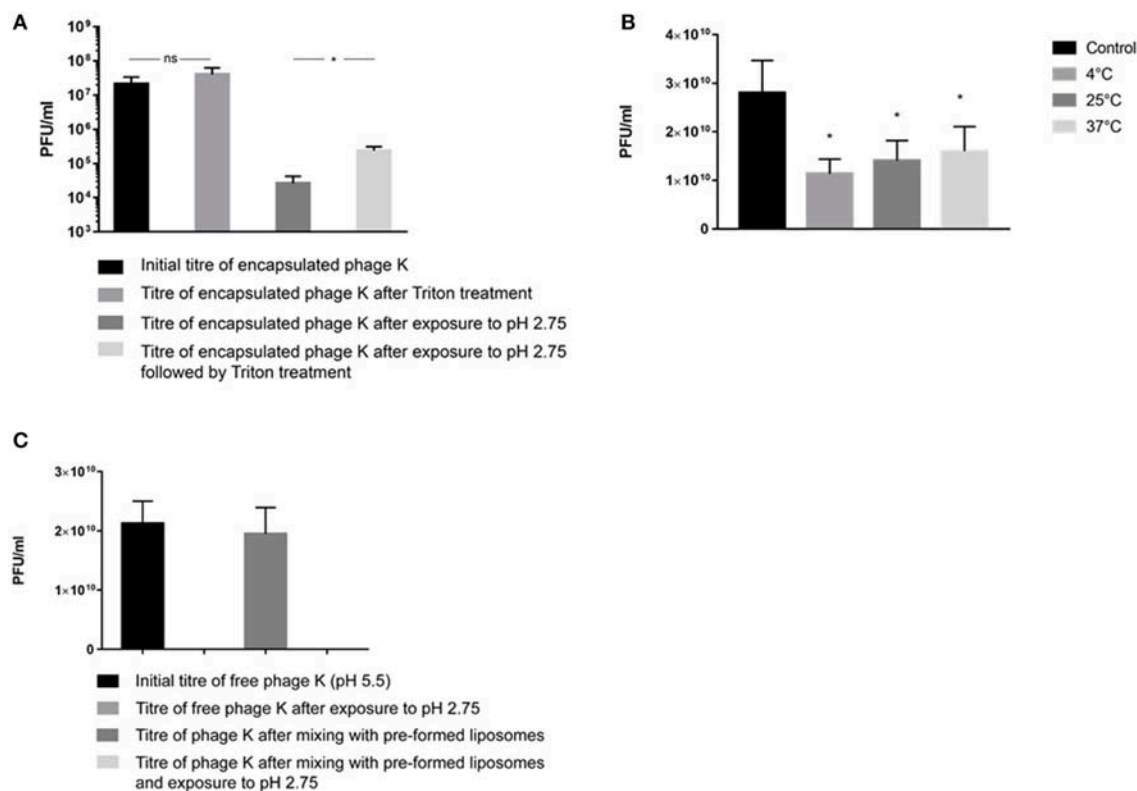 A
PFU/ml
10⁹
10⁸
10⁷
10⁶
10⁵
10⁴
10³
ns
*
Initial titre of encapsulated phage K
Titre of encapsulated phage K after Triton treatment
Titre of encapsulated phage K after exposure to pH 2.75
Titre of encapsulated phage K after exposure to pH 2.75
followed by Triton treatment
B
PFU/ml
4×10¹⁰
3×10¹⁰
2×10¹⁰
1×10¹⁰
0
*
*
*
Control
4°C
25°C
37°C
C
PFU/ml
3×10¹⁰
2×10¹⁰
1×10¹⁰
0
Initial titre of free phage K (pH 5.5)
Titre of free phage K after exposure to pH 2.75
Titre of phage K after mixing with pre-formed liposomes
Titre of phage K after mixing with pre-formed liposomes
and exposure to pH 2.75